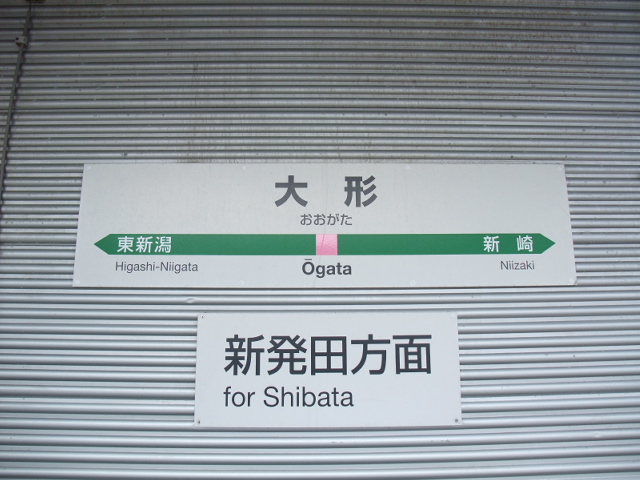 大形
おおがた
東新潟 新崎
Higashi-Niigata Ōgata Niizaki
新発田方面
for Shibata